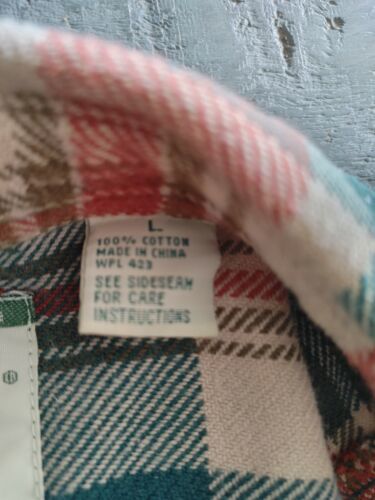 L
100% COTTON
MADE IN CHINA
WPL 423
SEE SIDESEAM
FOR CARE
INSTRUCTIONS
®